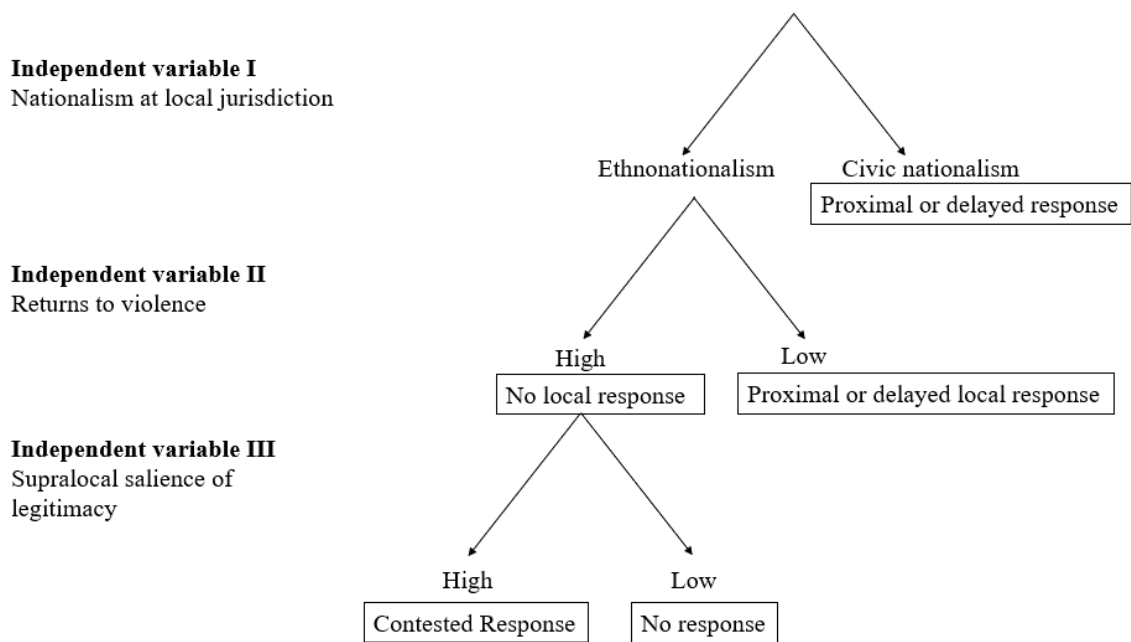 Independent variable I
Nationalism at local jurisdiction
Ethnonationalism
Civic nationalism
Proximal or delayed response
Independent variable II
Returns to violence
High
Low
No local response
Proximal or delayed local response
Independent variable III
Supralocal salience of
legitimacy
High
Low
Contested Response
No response